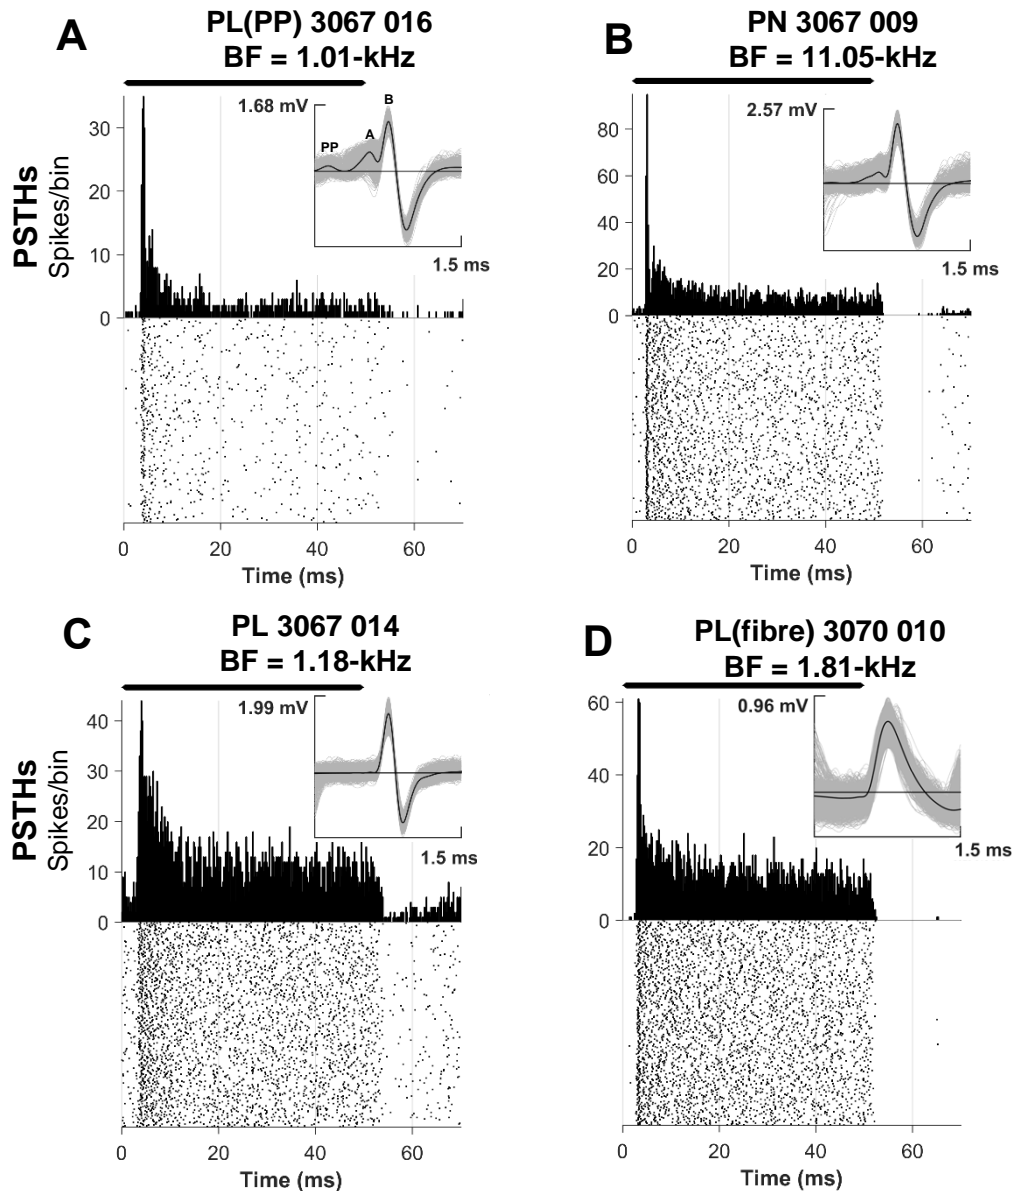 A
PL(PP) 3067 016
BF = 1.01-kHz
PSTHs
Spikes/bin
30
20
10
0
1.68 mV
PP
A
B
1.5 ms
0
20
40
60
Time (ms)
B
PN 3067 009
BF = 11.05-kHz
80
60
40
20
0
2.57 mV
1.5 ms
0
20
40
60
Time (ms)
C
PL 3067 014
BF = 1.18-kHz
PSTHs
Spikes/bin
40
30
20
10
0
1.99 mV
1.5 ms
0
20
40
60
Time (ms)
D
PL(fibre) 3070 010
BF = 1.81-kHz
60
40
20
0
0.96 mV
1.5 ms
0
20
40
60
Time (ms)